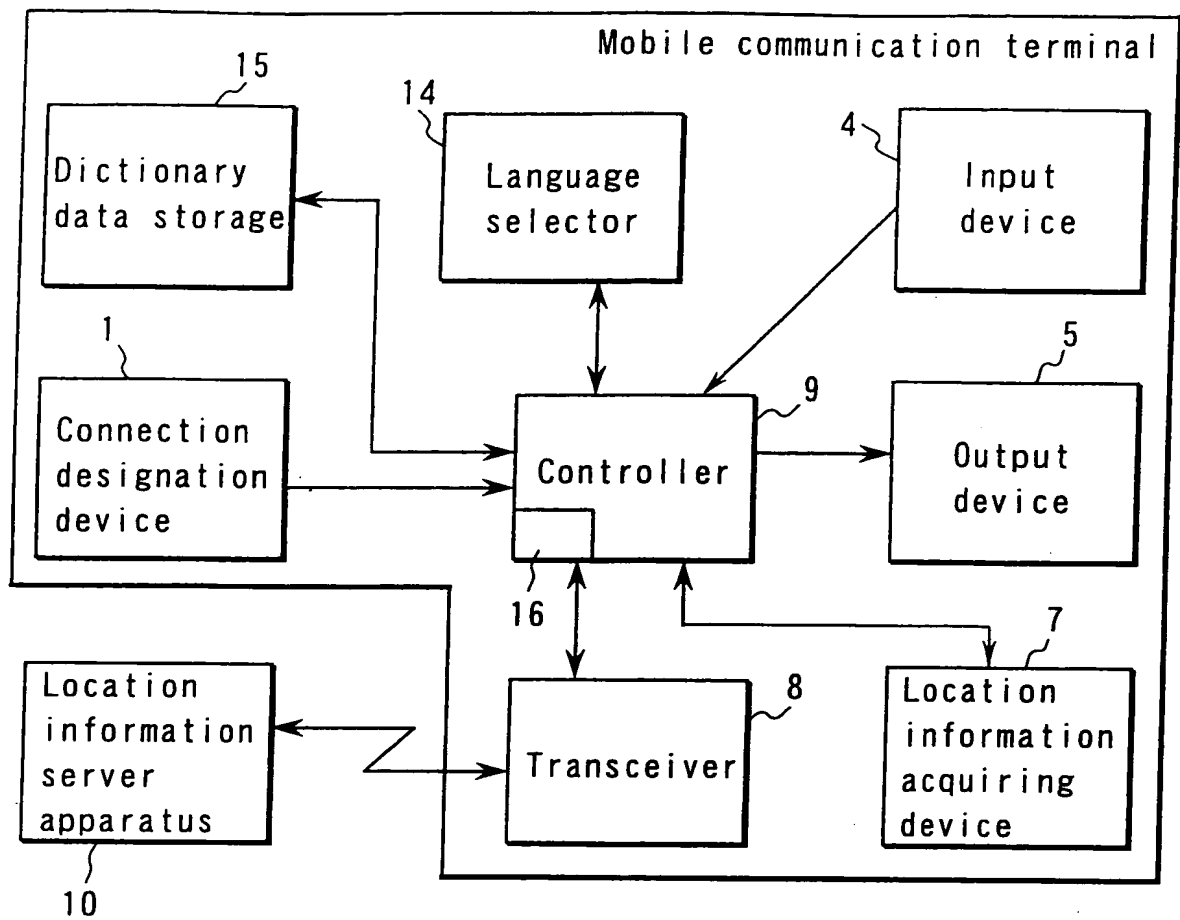 Mobile communication terminal
15
14
4
Dictionary
data storage
Language
selector
Input
device
1
9
5
Connection
designation
device
Controller
Output
device
16
7
8
Location
information
server
apparatus
Transceiver
Location
information
acquiring
device
10